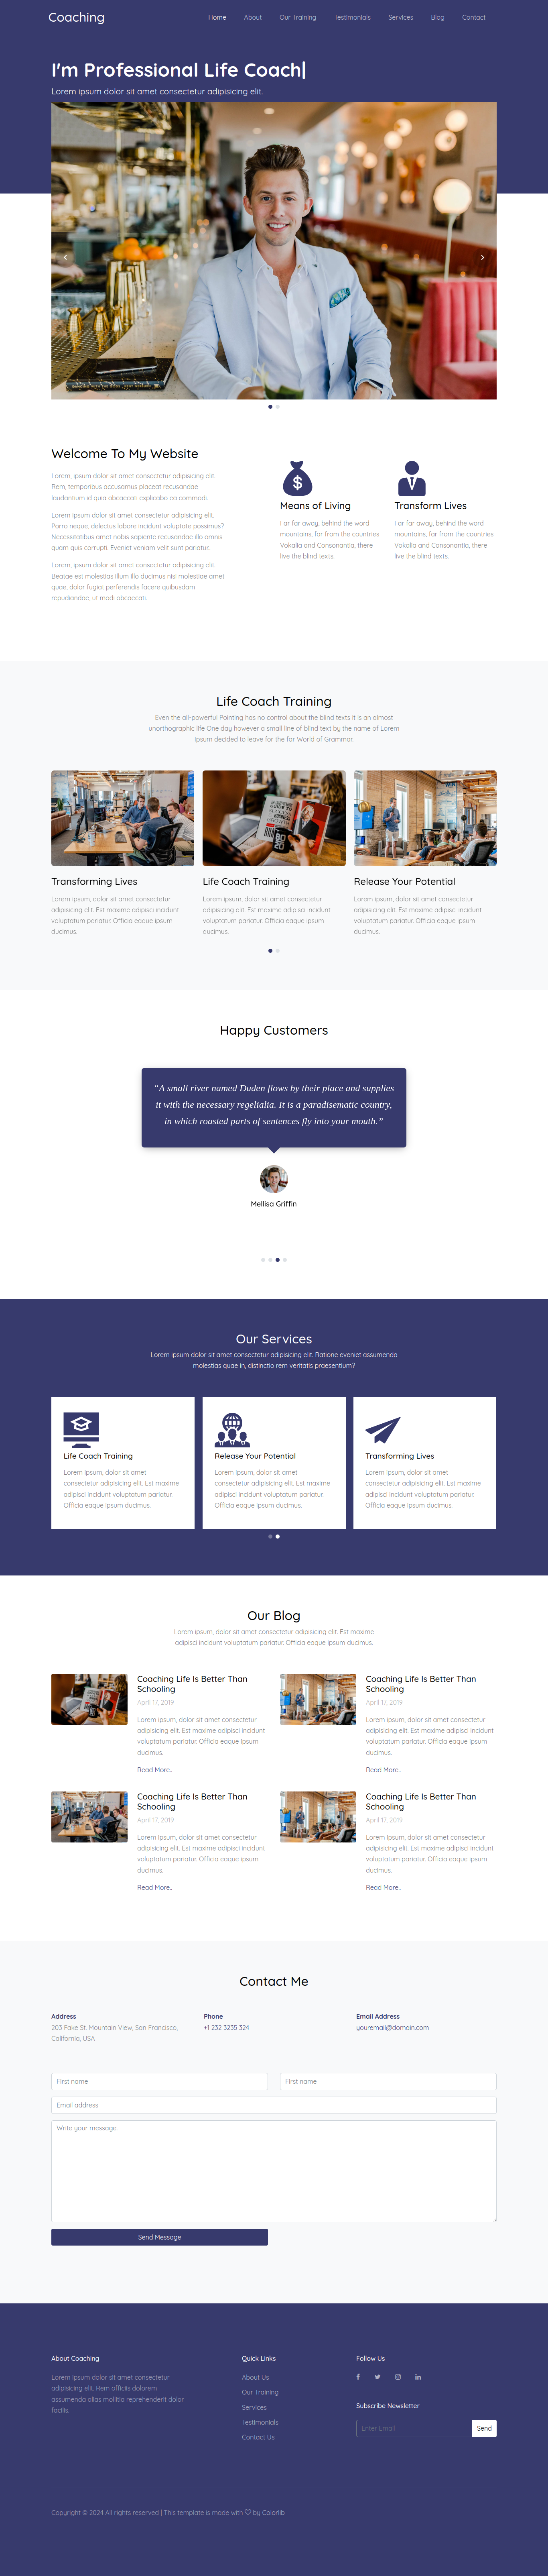 Coaching
Home About Our Training Testimonials Services Blog Contact
I'm Professional Life Coach|
Lorem ipsum dolor sit amet consectetur adipisicing elit.
Welcome To My Website
Lorem, ipsum dolor sit amet consectetur adipisicing elit.
Rem, temporibus accusamus placeat recusandae
laudantium id quia obcaecati explicabo ea commodi.
Lorem ipsum dolor sit amet consectetur adipisicing elit.
Porro neque, delectus labore incidunt voluptate possimus?
Necessitatibus amet nobis sapiente recusandae illo omnis
quam quis corrupti. Eveniet veniam velit sunt pariatur.
Lorem, ipsum dolor sit amet consectetur adipisicing elit.
Beatae est molestias illum illo ducimus nisi molestiae amet
quae, dolor fugiat perferendis facere quibusdam
repudiandae, ut modi obcaecati.
Means of Living
Far far away, behind the word
mountains, far from the countries
Vokalia and Consonantia, there
live the blind texts.
Transform Lives
Far far away, behind the word
mountains, far from the countries
Vokalia and Consonantia, there
live the blind texts.
Life Coach Training
Even the all-powerful Pointing has no control about the blind texts it is an almost
unorthographic life One day however a small line of blind text by the name of Lorem
Ipsum decided to leave for the far World of Grammar.
Transforming Lives
Lorem ipsum, dolor sit amet consectetur
adipisicing elit. Est maxime adipisci incidunt
voluptatum pariatur. Officia eaque ipsum
ducimus.
Life Coach Training
Lorem ipsum, dolor sit amet consectetur
adipisicing elit. Est maxime adipisci incidunt
voluptatum pariatur. Officia eaque ipsum
ducimus.
Release Your Potential
Lorem ipsum, dolor sit amet consectetur
adipisicing elit. Est maxime adipisci incidunt
voluptatum pariatur. Officia eaque ipsum
ducimus.
Happy Customers
“A small river named Duden flows by their place and supplies
it with the necessary regelialia. It is a paradisematic country,
in which roasted parts of sentences fly into your mouth.”
Mellisa Griffin
Our Services
Lorem ipsum dolor sit amet consectetur adipisicing elit. Ratione eveniet assumenda
molestias quae in, distinctio rem veritatis praesentium?
Life Coach Training
Lorem ipsum, dolor sit amet
consectetur adipisicing elit. Est maxime
adipisci incidunt voluptatum pariatur.
Officia eaque ipsum ducimus.
Release Your Potential
Lorem ipsum, dolor sit amet
consectetur adipisicing elit. Est maxime
adipisci incidunt voluptatum pariatur.
Officia eaque ipsum ducimus.
Transforming Lives
Lorem ipsum, dolor sit amet
consectetur adipisicing elit. Est maxime
adipisci incidunt voluptatum pariatur.
Officia eaque ipsum ducimus.
Our Blog
Lorem ipsum, dolor sit amet consectetur adipisicing elit. Est maxime
adipisci incidunt voluptatum pariatur. Officia eaque ipsum ducimus.
Coaching Life Is Better Than
Schooling
April 17, 2019
Lorem ipsum, dolor sit amet consectetur
adipisicing elit. Est maxime adipisci incidunt
voluptatum pariatur. Officia eaque ipsum
ducimus.
Read More..
Coaching Life Is Better Than
Schooling
April 17, 2019
Lorem ipsum, dolor sit amet consectetur
adipisicing elit. Est maxime adipisci incidunt
voluptatum pariatur. Officia eaque ipsum
ducimus.
Read More..
Coaching Life Is Better Than
Schooling
April 17, 2019
Lorem ipsum, dolor sit amet consectetur
adipisicing elit. Est maxime adipisci incidunt
voluptatum pariatur. Officia eaque ipsum
ducimus.
Read More..
Coaching Life Is Better Than
Schooling
April 17, 2019
Lorem ipsum, dolor sit amet consectetur
adipisicing elit. Est maxime adipisci incidunt
voluptatum pariatur. Officia eaque ipsum
ducimus.
Read More..
Contact Me
Address
203 Fake St. Mountain View, San Francisco,
California, USA
Phone
+1 232 3235 324
Email Address
youremail@domain.com
First name
First name
Email address
Write your message.
Send Message
About Coaching
Lorem ipsum dolor sit amet consectetur
adipisicing elit. Rem officiis dolorem
assumenda alias mollitia reprehenderit dolor
facilis.
Quick Links
About Us
Our Training
Services
Testimonials
Contact Us
Follow Us
Subscribe Newsletter
Enter Email
Send
Copyright © 2024 All rights reserved | This template is made with ♡ by Colorlib